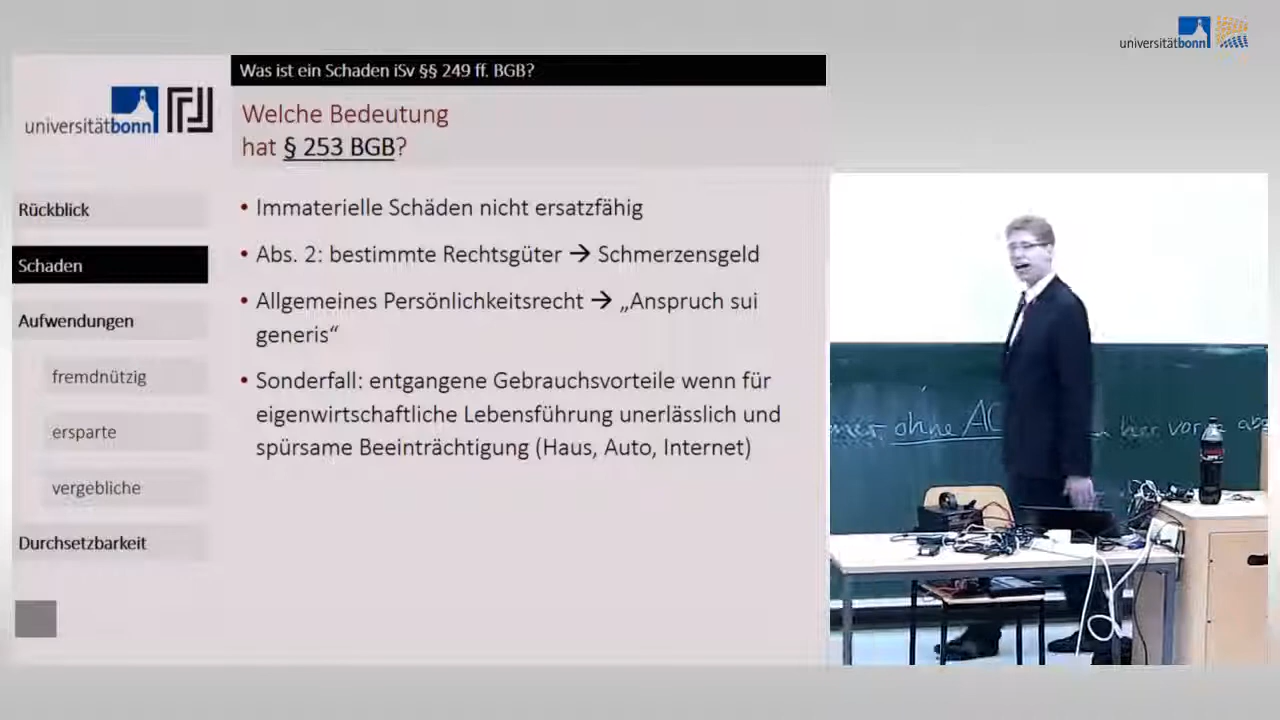 universitätbonn
Was ist ein Schaden iSv §§ 249 ff. BGB?
universitätbonn
Welche Bedeutung
hat § 253 BGB?
Rückblick
Schaden
Aufwendungen
fremdnützig
ersparte
vergebliche
Durchsetzbarkeit
• Immaterielle Schäden nicht ersatzfähig
• Abs. 2: bestimmte Rechtsgüter → Schmerzensgeld
• Allgemeines Persönlichkeitsrecht → „Anspruch sui
generis“
• Sonderfall: entgangene Gebrauchsvorteile wenn für
eigenwirtschaftliche Lebensführung unerlässlich und
spürsame Beeinträchtigung (Haus, Auto, Internet)
ohne